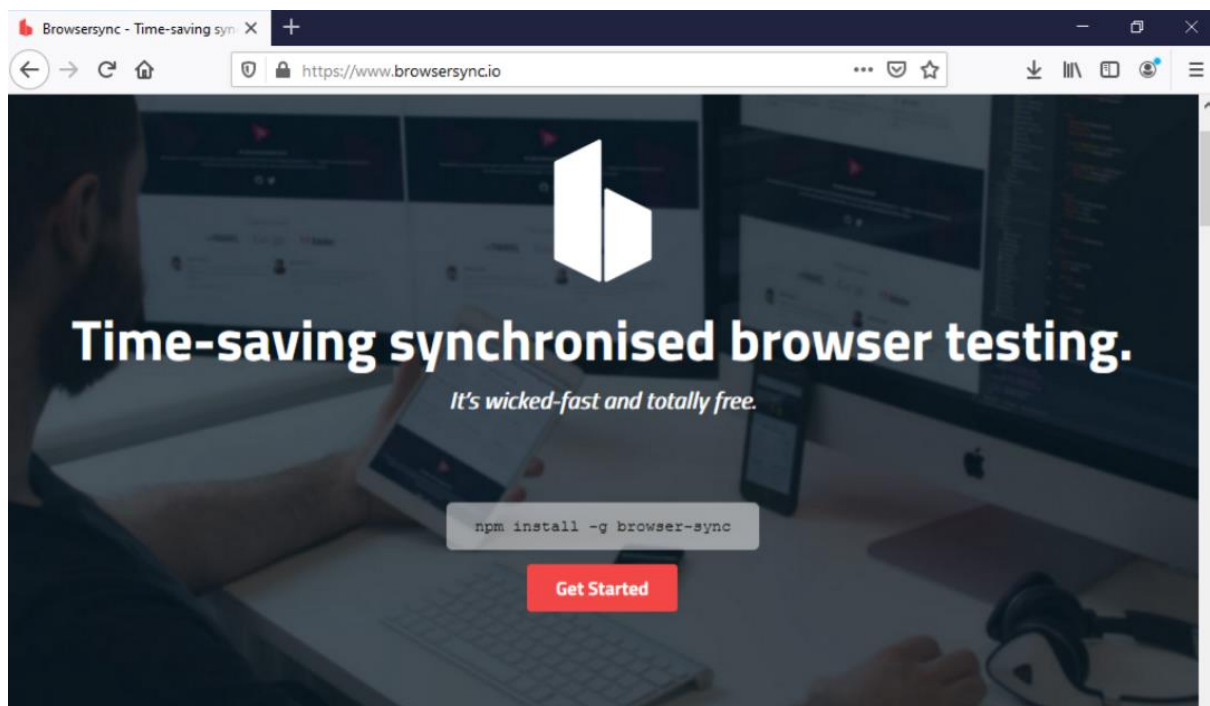 Browsersync - Time-saving syn
https://www.browsersync.io
Time-saving synchronised browser testing.
It's wicked-fast and totally free.
npm install -g browser-sync
Get Started